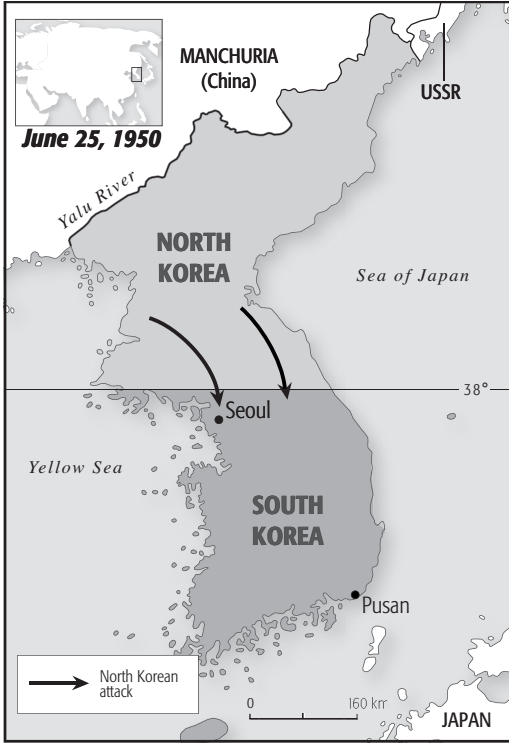 MANCHURIA
(China)
USSR
June 25, 1950
Yalu River
NORTH
KOREA
Sea of Japan
38°
Seoul
Yellow Sea
SOUTH
KOREA
Pusan
North Korean
attack
0 160 km
JAPAN